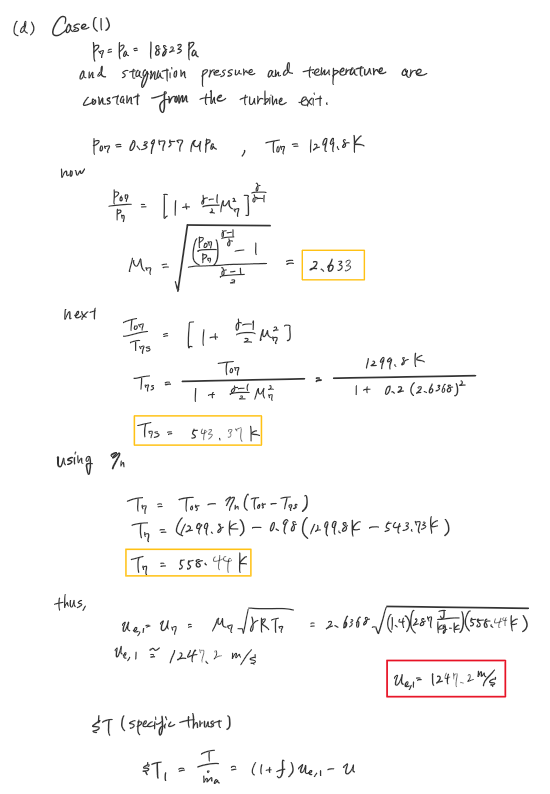 (d) Case (1)
P₇ = Pa = 18823 Pa
and stagnation pressure and temperature are
constant from the turbine exit.
P₀₇ = 0.39757 MPa , T₀₇ = 1299.8 K
now
P₀₇/P₇ = [1 + (γ-1)/2 M₇²]^(γ/(γ-1))
M₇ = √(((P₀₇/P₇)^((γ-1)/γ) - 1)/((γ-1)/2)) = 2.633
next
T₀₇/T₇s = [1 + (γ-1)/2 M₇²]
T₇s = T₀₇/(1 + (γ-1)/2 M₇²) = 1299.8 K/(1 + 0.2 (2.6368)²)
T₇s = 543.37 K
using ηn
T₇ = T₀₅ - ηn (T₀₅ - T₇s)
T₇ = (1299.8 K) - 0.98 (1299.8 K - 543.73 K)
T₇ = 558.44 K
thus,
Ue,1 = U₇ = M₇ √(γRT₇) = 2.6368 √((1.4)(287 J/kg-K)(558.44 K))
Ue,1 ≅ 1247.2 m/s
Ue,1 = 1247.2 m/s
ST (specific thrust)
ST₁ = T/ṁa = (1+f) Ue,1 - U